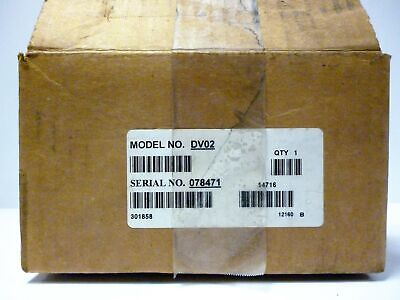 MODEL NO. DV02
QTY 1
SERIAL NO. 078471
14716
301858
12160 B